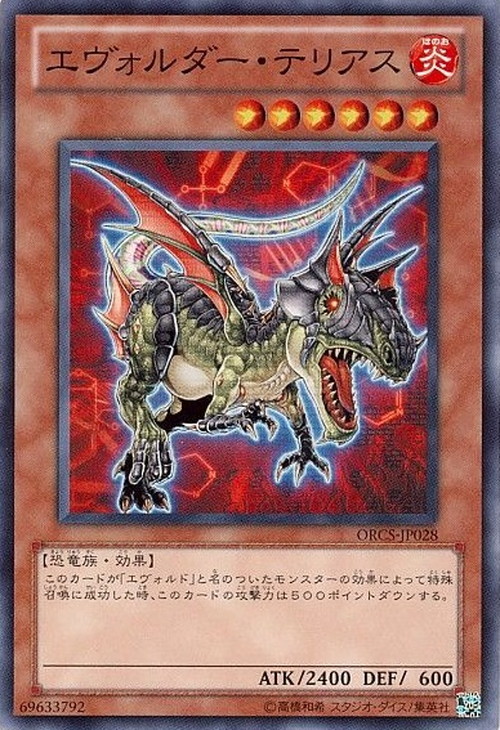 エヴォルダー・テリアス
炎
ORCS-JP028
【恐竜族・効果】
このカードが「エヴォルド」と名のついたモンスターの効果によって特殊
召喚に成功した時、このカードの攻撃力は500ポイントダウンする。
ATK/2400 DEF/ 600
69633792
©高橋和希 スタジオ・ダイス/集英社